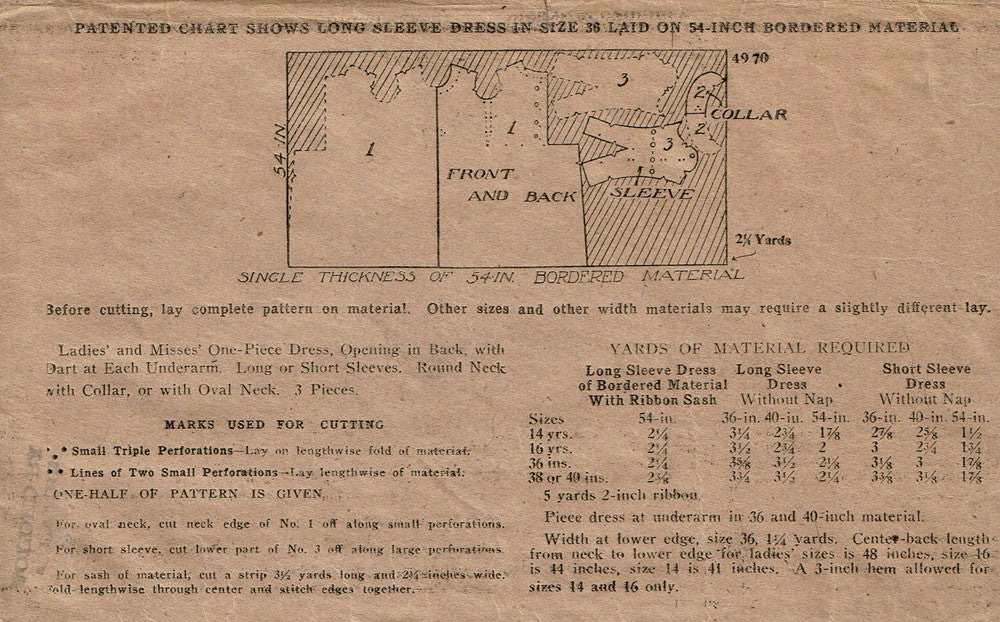 PATENTED CHART SHOWS LONG SLEEVE DRESS IN SIZE 36 LAID ON 54-INCH BORDERED MATERIAL
4970
3
2
COLLAR
54-IN
1
1
3
2
FRONT
AND BACK
SLEEVE
2¼ Yards
SINGLE THICKNESS OF 54-IN. BORDERED MATERIAL
Before cutting, lay complete pattern on material. Other sizes and other width materials may require a slightly different lay.
Ladies' and Misses' One-Piece Dress, Opening in Back, with
Dart at Each Underarm. Long or Short Sleeves. Round Neck
with Collar, or with Oval Neck. 3 Pieces.
MARKS USED FOR CUTTING
Small Triple Perforations—Lay on lengthwise fold of material.
Lines of Two Small Perforations—Lay lengthwise of material.
ONE-HALF OF PATTERN IS GIVEN
For oval neck, cut neck edge of No. 1 off along small perforations.
For short sleeve, cut lower part of No. 3 off along large perforations.
For sash of material, cut a strip 3½ yards long and 2¾ inches wide.
Fold lengthwise through center and stitch edges together.
YARDS OF MATERIAL REQUIRED
Long Sleeve Dress Long Sleeve Short Sleeve
of Bordered Material Dress Dress
With Ribbon Sash Without Nap Without Nap
Sizes 54-in. 36-in. 40-in. 54-in. 36-in. 40-in. 54-in.
14 yrs. 2¼ 3¼ 2¾ 1⅞ 2⅞ 2⅝ 1½
16 yrs. 2¼ 3½ 2 3 2¾ 1¾
36 ins. 2¼ 3⅝ 3½ 2⅛ 3⅛ 3 1⅞
38 or 40 ins. 3½ 2¼ 3⅛ 1⅞
5 yards 2-inch ribbon.
Piece dress at underarm in 36 and 40-inch material.
Width at lower edge, size 36, 1¼ yards. Center-back length
from neck to lower edge for ladies' sizes is 48 inches, size 16
is 44 inches, size 14 is 41 inches. A 3-inch hem allowed for
sizes 14 and 16 only.